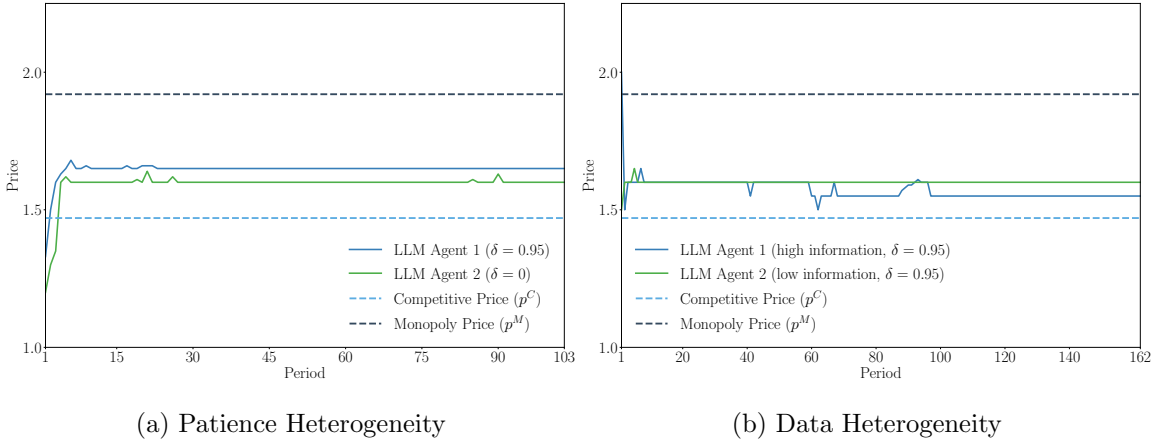 2.0
1.5
1.0
Price
1
15
30
45
60
75
90
103
Period
LLM Agent 1 (δ = 0.95)
LLM Agent 2 (δ = 0)
Competitive Price (p^C)
Monopoly Price (p^M)
(a) Patience Heterogeneity
2.0
1.5
1.0
Price
1
20
40
60
80
100
120
140
162
Period
LLM Agent 1 (high information, δ = 0.95)
LLM Agent 2 (low information, δ = 0.95)
Competitive Price (p^C)
Monopoly Price (p^M)
(b) Data Heterogeneity